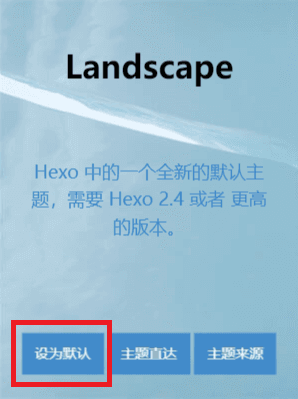 Landscape
Hexo 中的一个全新的默认主
题，需要 Hexo 2.4 或者 更高
的版本。
设为默认 主题直达 主题来源